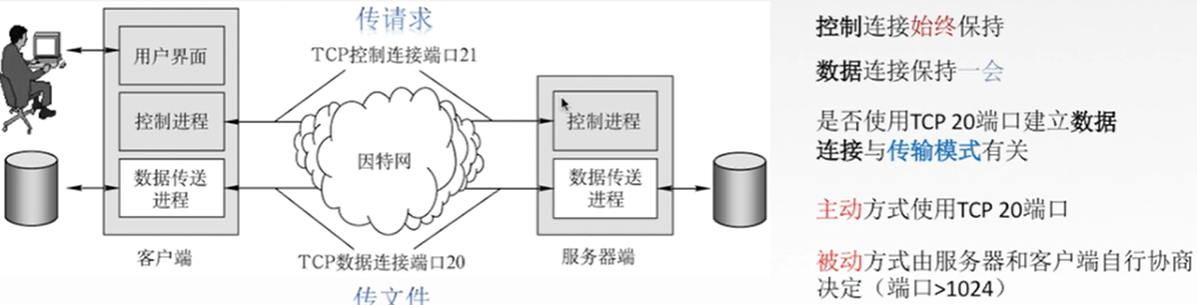 传请求
TCP控制连接端口21
用户界面
控制进程
数据传送
进程
客户端
因特网
控制进程
数据传送
进程
服务器端
TCP数据连接端口20
传文件
控制连接始终保持
数据连接保持一会
是否使用TCP 20端口建立数据
连接与传输模式有关
主动方式使用TCP 20端口
被动方式由服务器和客户端自行协商
决定（端口>1024）